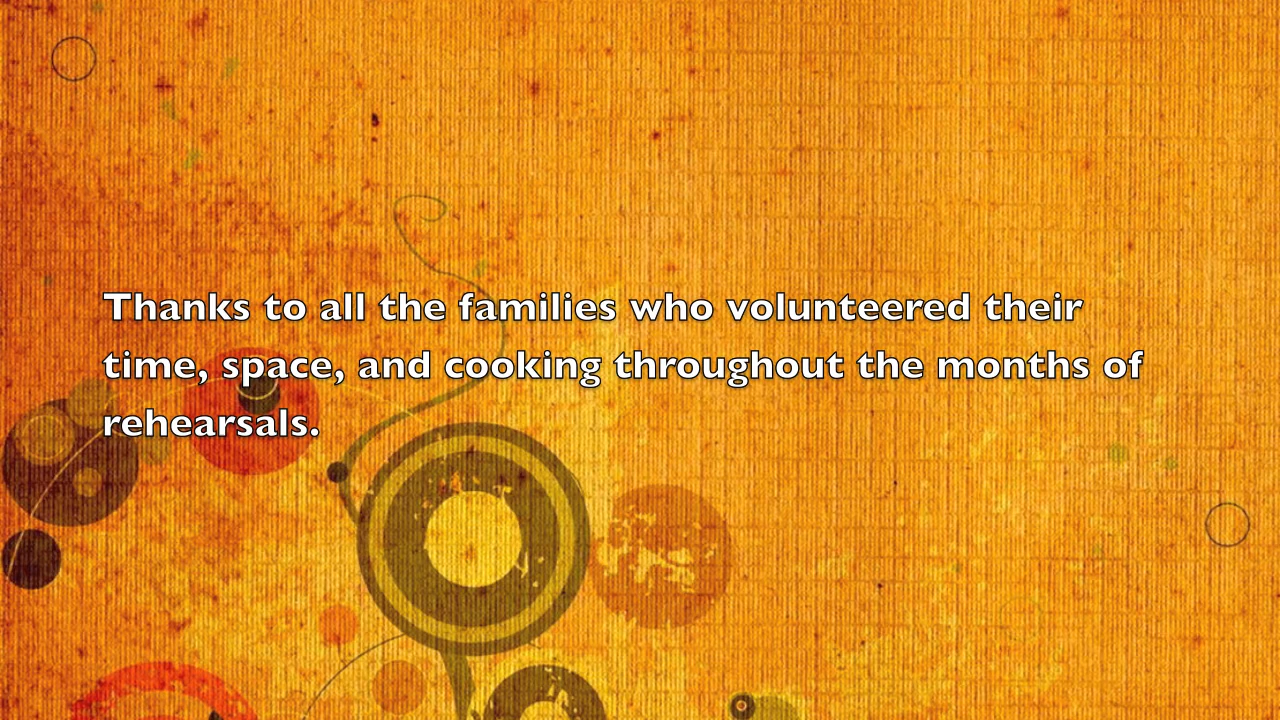 Thanks to all the families who volunteered their
time, space, and cooking throughout the months of
rehearsals.